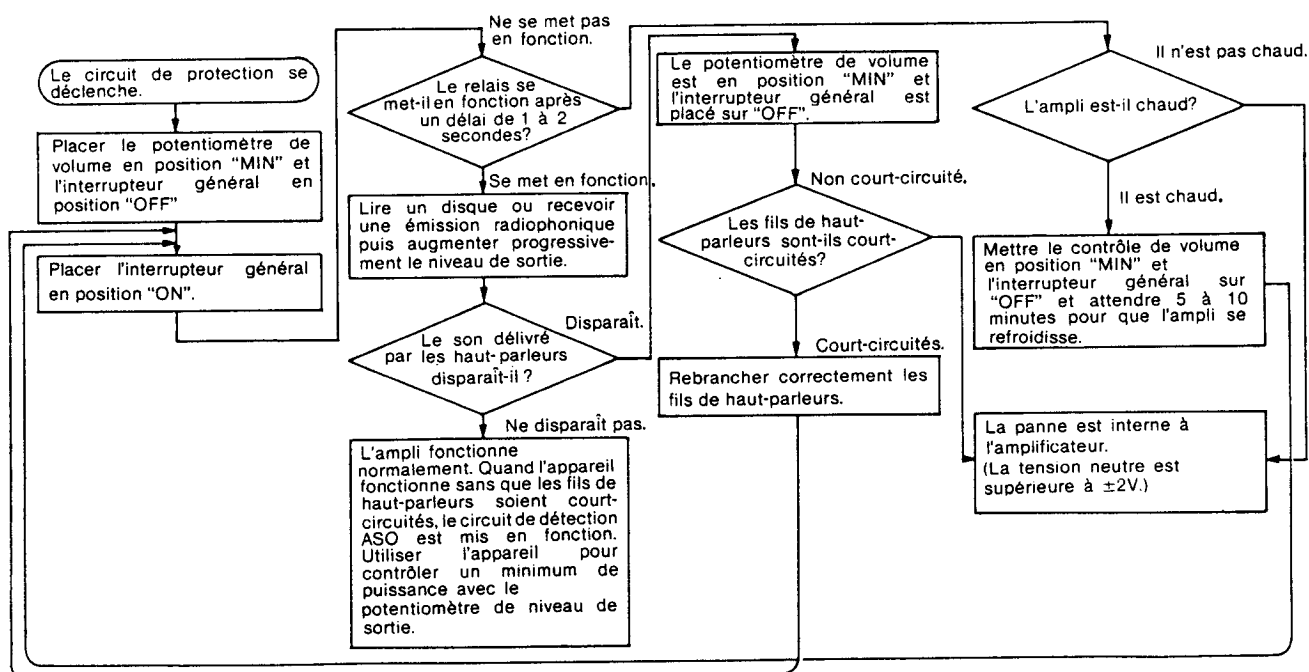 Le circuit de protection se
déclenche.
Placer le potentiomètre de
volume en position "MIN" et
l'interrupteur général en
position "OFF"
Placer l'interrupteur général
en position "ON".
Ne se met pas
en fonction.
Le relais se
met-il en fonction après
un délai de 1 à 2
secondes?
Se met en fonction.
Lire un disque ou recevoir
une émission radiophonique
puis augmenter progressive-
ment le niveau de sortie.
Disparaît.
Le son délivré
par les haut-parleurs
disparaît-il ?
Ne disparaît pas.
L'ampli fonctionne
normalement. Quand l'appareil
fonctionne sans que les fils de
haut-parleurs soient court-
circuités, le circuit de détection
ASO est mis en fonction.
Utiliser l'appareil pour
contrôler un minimum de
puissance avec le
potentiomètre de niveau de
sortie.
Le potentiomètre de volume
est en position "MIN" et
l'interrupteur général est
placé sur "OFF".
Non court-circuité.
Les fils de haut-
parleurs sont-ils court-
circuités?
Court-circuités.
Rebrancher correctement les
fils de haut-parleurs.
Il n'est pas chaud.
L'ampli est-il chaud?
Il est chaud.
Mettre le contrôle de volume
en position "MIN" et
l'interrupteur général sur
"OFF" et attendre 5 à 10
minutes pour que l'ampli se
refroidisse.
La panne est interne à
l'amplificateur.
(La tension neutre est
supérieure à ±2V.)